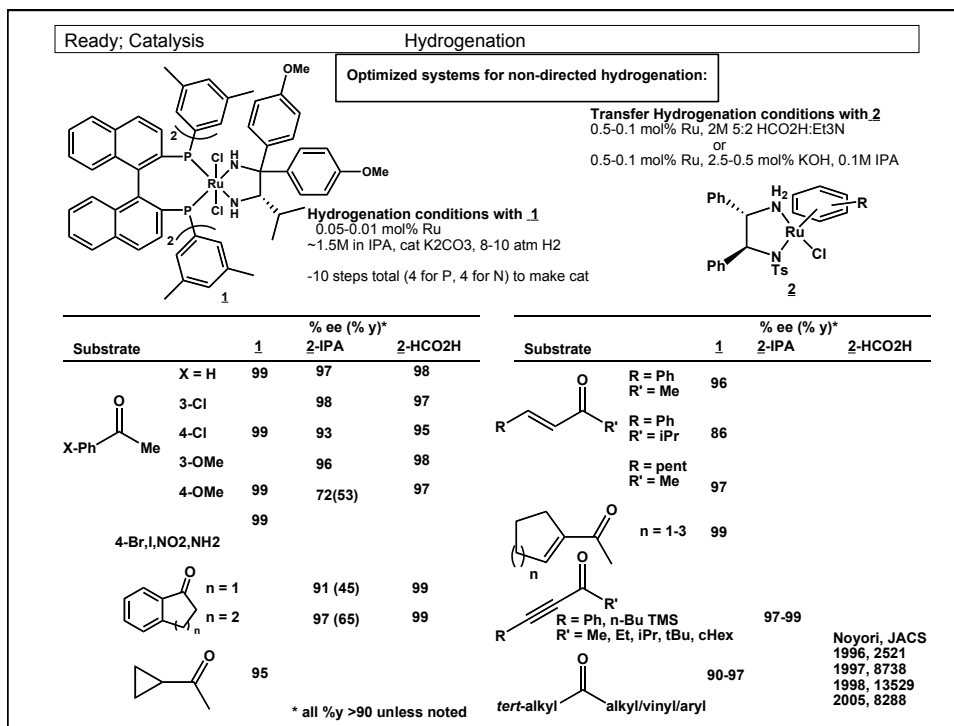 Ready; Catalysis Hydrogenation
Optimized systems for non-directed hydrogenation:
OMe
OMe
2
P
Cl
H
N
Ru
N
H
Cl
P
2
1
Hydrogenation conditions with 1
0.05-0.01 mol% Ru
~1.5M in IPA, cat K2CO3, 8-10 atm H2
-10 steps total (4 for P, 4 for N) to make cat
Transfer Hydrogenation conditions with 2
0.5-0.1 mol% Ru, 2M 5:2 HCO2H:Et3N
or
0.5-0.1 mol% Ru, 2.5-0.5 mol% KOH, 0.1M IPA
Ph
H2
N
R
Ru
Cl
Ph
N
Ts
2
% ee (% y)*
Substrate 1 2-IPA 2-HCO2H
X = H 99 97 98
3-Cl 98 97
4-Cl 99 93 95
3-OMe 96 98
4-OMe 99 72(53) 97
O
X-Ph Me
99
4-Br,I,NO2,NH2
O
n
n = 1 91 (45) 99
n = 2 97 (65) 99
O
95
* all %y >90 unless noted
% ee (% y)*
Substrate 1 2-IPA 2-HCO2H
O
R R'
R = Ph
R' = Me 96
R = Ph
R' = iPr 86
R = pent
R' = Me 97
O
n
n = 1-3 99
O
R'
R
R = Ph, n-Bu TMS 97-99
R' = Me, Et, iPr, tBu, cHex
O
tert-alkyl alkyl/vinyl/aryl 90-97
Noyori, JACS
1996, 2521
1997, 8738
1998, 13529
2005, 8288